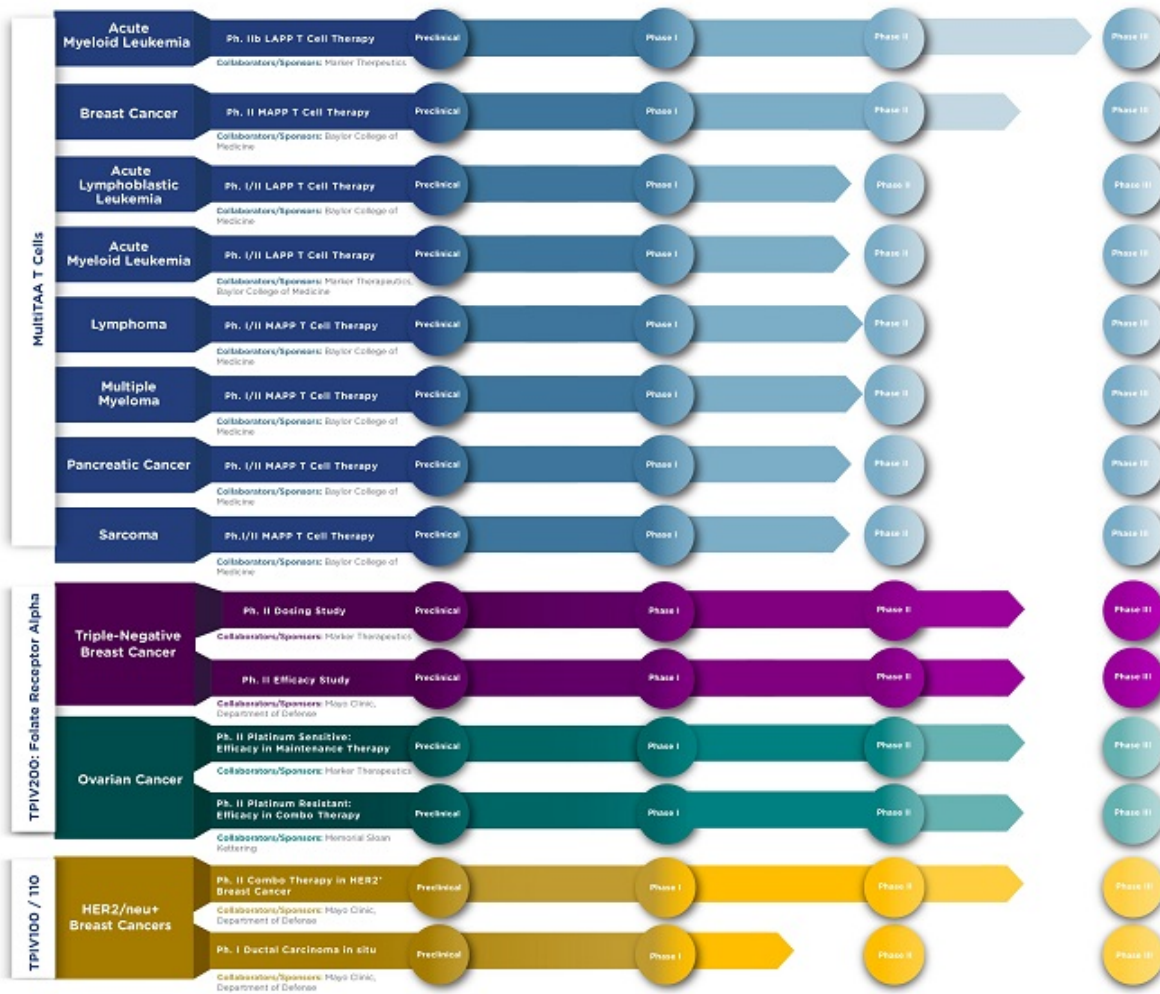 MultiTAA T Cells
Acute
Myeloid Leukemia
Ph. IIb LAPP T Cell Therapy
Collaborators/Sponsors: Marker Therpeutics
Preclinical
Phase I
Phase II
Phase III
Breast Cancer
Ph. II MAPP T Cell Therapy
Collaborators/Sponsors: Baylor College of
Medicine
Preclinical
Phase I
Phase II
Phase III
Acute
Lymphoblastic
Leukemia
Ph. I/II LAPP T Cell Therapy
Collaborators/Sponsors: Baylor College of
Medicine
Preclinical
Phase I
Phase II
Phase III
Acute
Myeloid Leukemia
Ph. I/II LAPP T Cell Therapy
Collaborators/Sponsors: Marker Therapeutics,
Baylor College of Medicine
Preclinical
Phase I
Phase II
Phase III
Lymphoma
Ph. I/II MAPP T Cell Therapy
Collaborators/Sponsors: Baylor College of
Medicine
Preclinical
Phase I
Phase II
Phase III
Multiple
Myeloma
Ph. I/II MAPP T Cell Therapy
Collaborators/Sponsors: Baylor College of
Medicine
Preclinical
Phase I
Phase II
Phase III
Pancreatic Cancer
Ph. I/II MAPP T Cell Therapy
Collaborators/Sponsors: Baylor College of
Medicine
Preclinical
Phase I
Phase II
Phase III
Sarcoma
Ph.I/II MAPP T Cell Therapy
Collaborators/Sponsors: Baylor College of
Medicine
Preclinical
Phase I
Phase II
Phase III
TPIV200: Folate Receptor Alpha
Triple-Negative
Breast Cancer
Ph. II Dosing Study
Collaborators/Sponsors: Marker Therapeutics
Preclinical
Phase I
Phase II
Phase III
Ph. II Efficacy Study
Collaborators/Sponsors: Mayo Clinic,
Department of Defense
Preclinical
Phase I
Phase II
Phase III
Ovarian Cancer
Ph. II Platinum Sensitive:
Efficacy in Maintenance Therapy
Collaborators/Sponsors: Marker Therapeutics
Preclinical
Phase I
Phase II
Phase III
Ph. II Platinum Resistant:
Efficacy in Combo Therapy
Collaborators/Sponsors: Memorial Sloan
Kettering
Preclinical
Phase I
Phase II
Phase III
TPIV100 / 110
HER2/neu+
Breast Cancers
Ph. II Combo Therapy in HER2+
Breast Cancer
Collaborators/Sponsors: Mayo Clinic,
Department of Defense
Preclinical
Phase I
Phase II
Phase III
Ph. I Ductal Carcinoma in situ
Collaborators/Sponsors: Mayo Clinic,
Department of Defense
Preclinical
Phase I
Phase II
Phase III